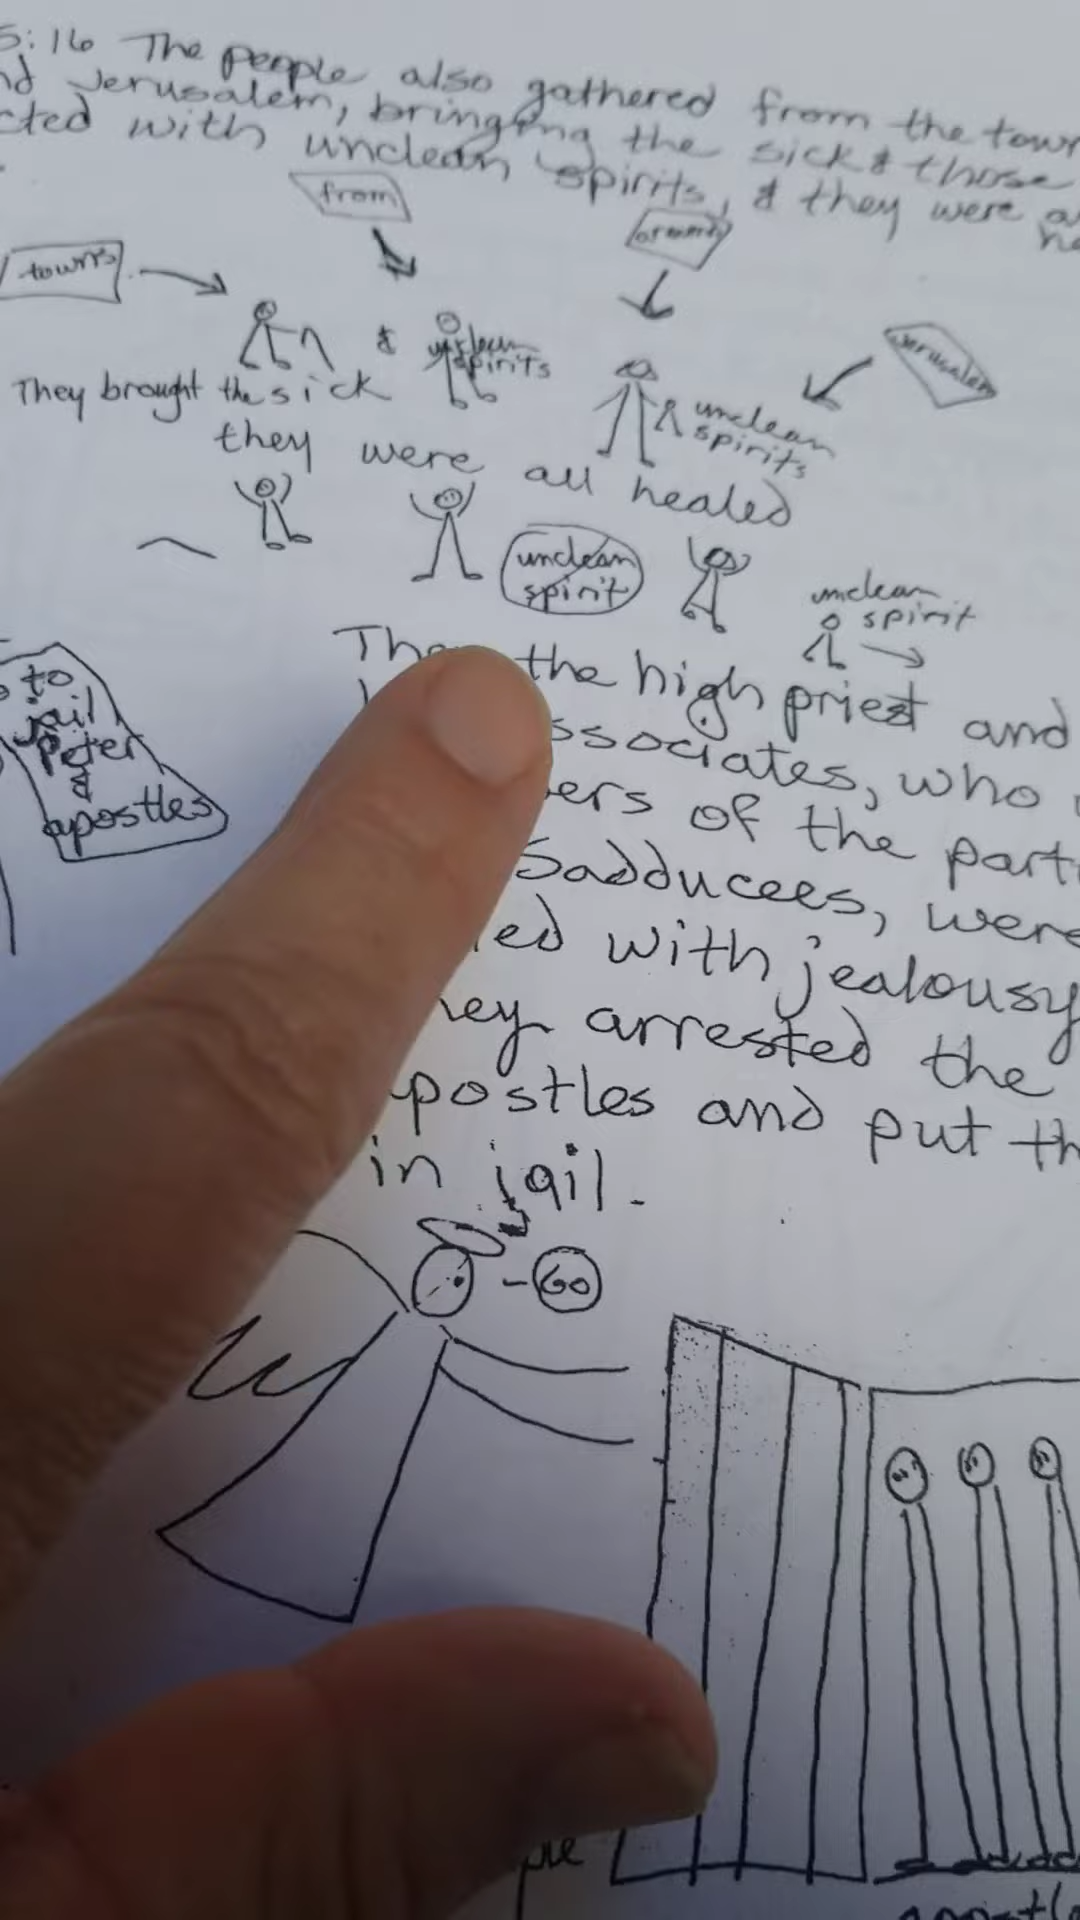 5:16 The people also gathered from the town
nd Jerusalem, bringing the sick & those
cted with unclean spirits, & they were a
he
from
around
towns
Jerusalem
& unclean
spirits
They brought the sick
& unclean
spirits
they were all healed
unclean
spirit
unclean
spirit
to
jail
Peter
&
apostles
the high priest and
ssociates, who
ers of the part
Sadducees, were
led with jealousy
hey arrested the
postles and put th
in jail.
- Go